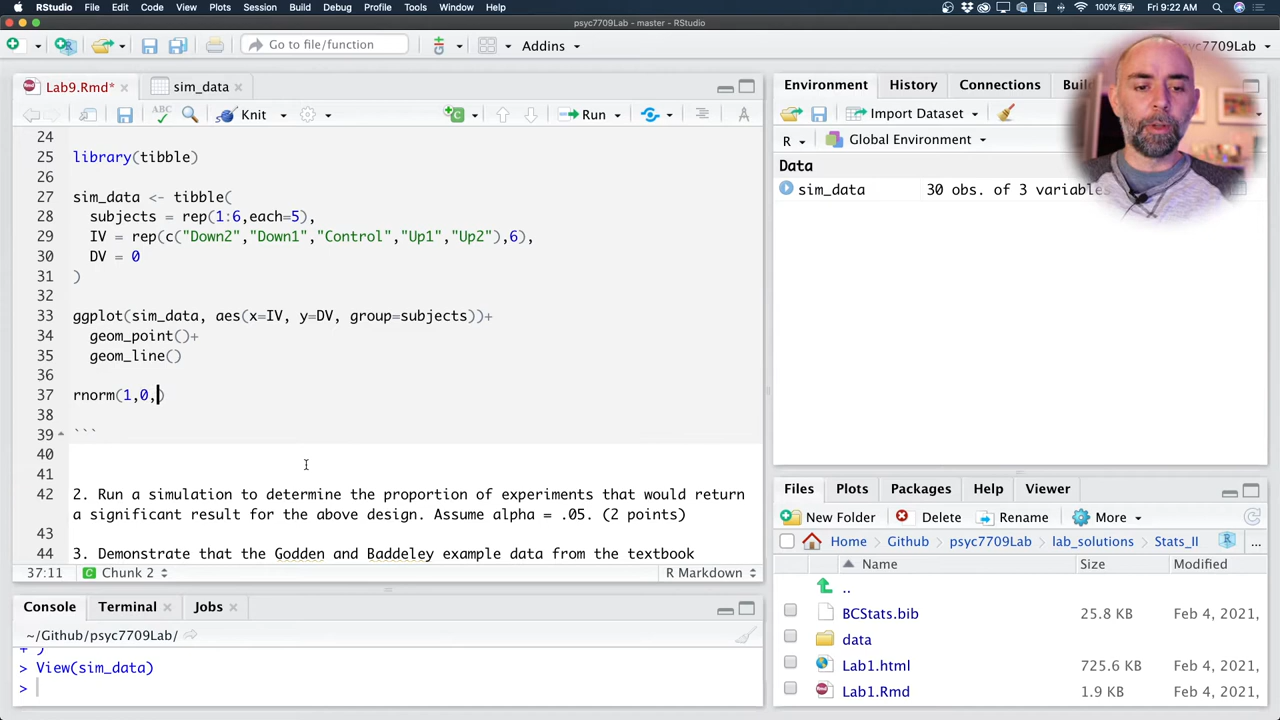 RStudio File Edit Code View Plots Session Build Debug Profile Tools Window Help 100% Fri 9:22 AM
psyc7709Lab - master - RStudio
Go to file/function Addins syc7709Lab
Lab9.Rmd* sim_data
ABC Knit Run
24
25 library(tibble)
26
27 sim_data <- tibble(
28 subjects = rep(1:6,each=5),
29 IV = rep(c("Down2","Down1","Control","Up1","Up2"),6),
30 DV = 0
31 )
32
33 ggplot(sim_data, aes(x=IV, y=DV, group=subjects))+
34 geom_point()+
35 geom_line()
36
37 rnorm(1,0,)
38
39 ```
40
41
42 2. Run a simulation to determine the proportion of experiments that would return
a significant result for the above design. Assume alpha = .05. (2 points)
43
44 3. Demonstrate that the Godden and Baddeley example data from the textbook
37:11 C Chunk 2 R Markdown
Console Terminal Jobs
~/Github/psyc7709Lab/
+ )
> View(sim_data)
>
Environment History Connections Buil
Import Dataset
R Global Environment
Data
sim_data 30 obs. of 3 variables
Files Plots Packages Help Viewer
New Folder Delete Rename More
Home Github psyc7709Lab lab_solutions Stats_II ...
Name Size Modified
..
BCStats.bib 25.8 KB Feb 4, 2021,
data
Lab1.html 725.6 KB Feb 4, 2021,
Lab1.Rmd 1.9 KB Feb 4, 2021,